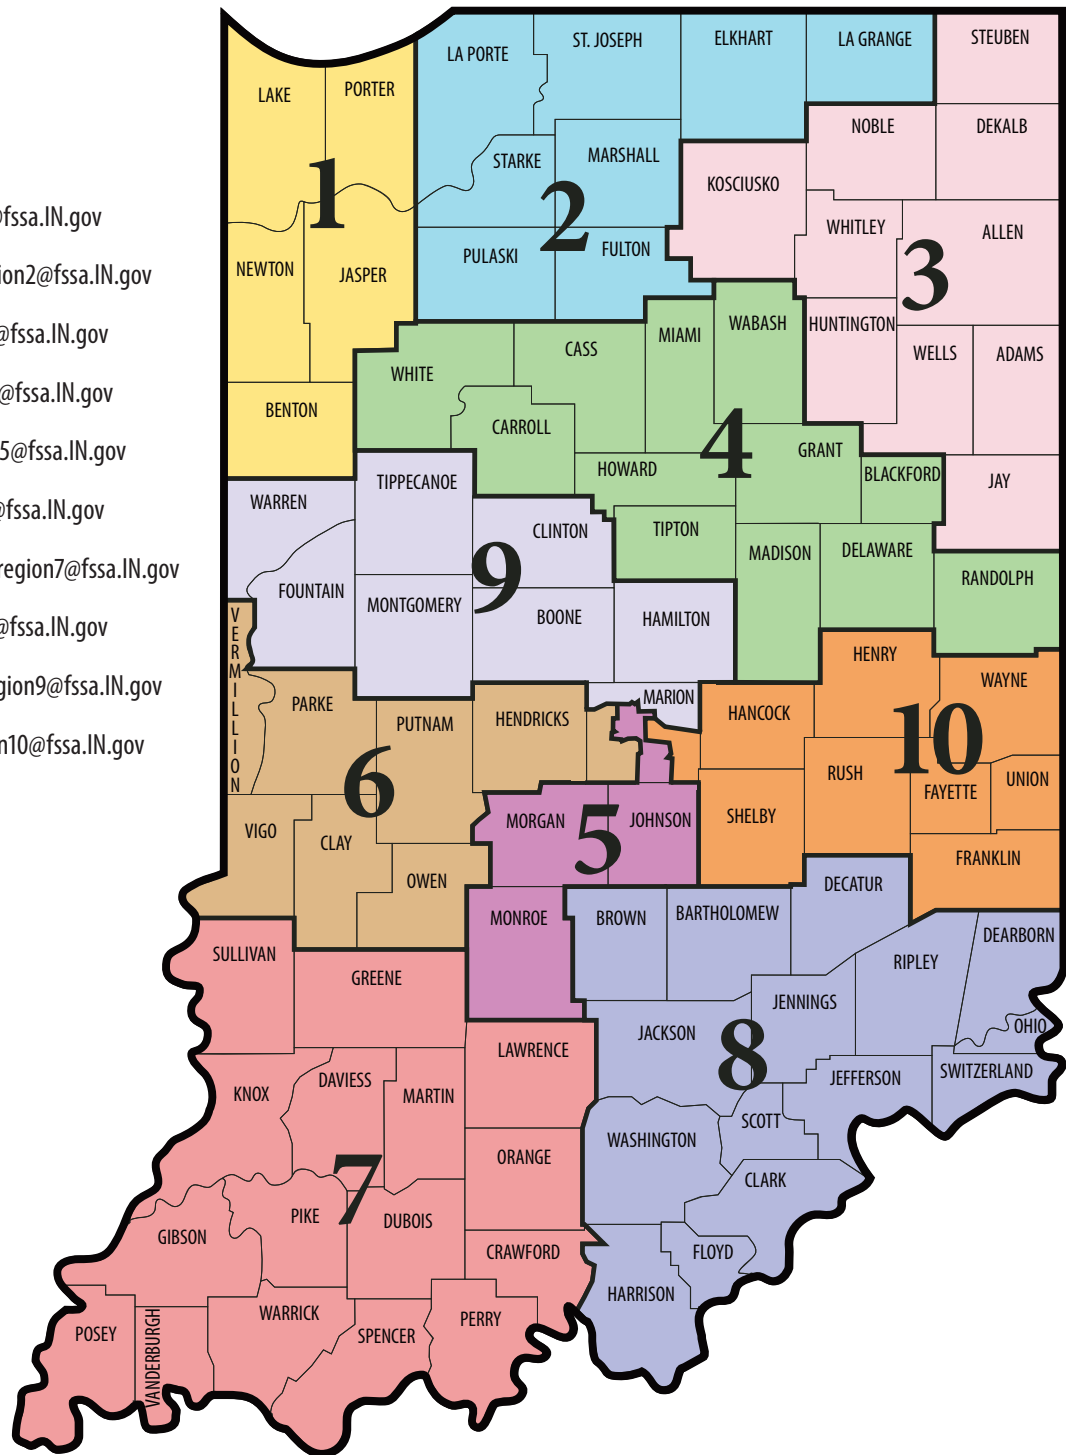 @fssa.IN.gov
ion2@fssa.IN.gov
@fssa.IN.gov
@fssa.IN.gov
5@fssa.IN.gov
@fssa.IN.gov
region7@fssa.IN.gov
@fssa.IN.gov
gion9@fssa.IN.gov
n10@fssa.IN.gov
LAKE
PORTER
1
NEWTON
JASPER
BENTON
LA PORTE
ST. JOSEPH
ELKHART
LA GRANGE
STARKE
MARSHALL
2
PULASKI
FULTON
STEUBEN
NOBLE
DEKALB
KOSCIUSKO
WHITLEY
ALLEN
3
HUNTINGTON
WELLS
ADAMS
JAY
WHITE
CASS
MIAMI
WABASH
CARROLL
4
HOWARD
GRANT
BLACKFORD
TIPTON
MADISON
DELAWARE
RANDOLPH
WARREN
TIPPECANOE
CLINTON
9
FOUNTAIN
MONTGOMERY
BOONE
HAMILTON
MARION
VERMILLION
PARKE
PUTNAM
HENDRICKS
6
VIGO
CLAY
OWEN
HENRY
WAYNE
HANCOCK
10
RUSH
FAYETTE
UNION
SHELBY
FRANKLIN
MORGAN
JOHNSON
5
MONROE
DECATUR
BROWN
BARTHOLOMEW
DEARBORN
RIPLEY
JENNINGS
OHIO
JACKSON
8
JEFFERSON
SWITZERLAND
SCOTT
WASHINGTON
CLARK
FLOYD
HARRISON
SULLIVAN
GREENE
LAWRENCE
DAVIESS
KNOX
MARTIN
ORANGE
7
PIKE
DUBOIS
GIBSON
CRAWFORD
WARRICK
PERRY
POSEY
VANDERBURGH
SPENCER